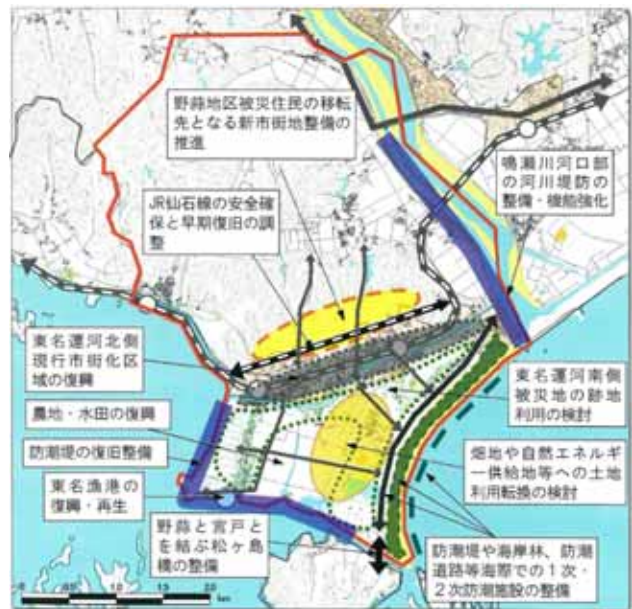 野蒜地区被災住民の移転
先となる新市街地整備の
推進
鳴瀬川河口部
の河川堤防の
整備・機能強化
JR仙石線の安全確
保と早期復旧の調
整
東名運河北側
現行市街化区
域の復興
農地・水田の復興
防潮堤の復旧整備
東名漁港の
復興・再生
野蒜と宮戸と
を結ぶ松ヶ島
橋の整備
東名運河南側
被災地の跡地
利用の検討
畑地や自然エネルギ
ー供給地等への土地
利用転換の検討
防潮堤や海岸林、防潮
道路等海際での1次・
2次防潮施設の整備
0.5 1.0 1.5 2.0
km